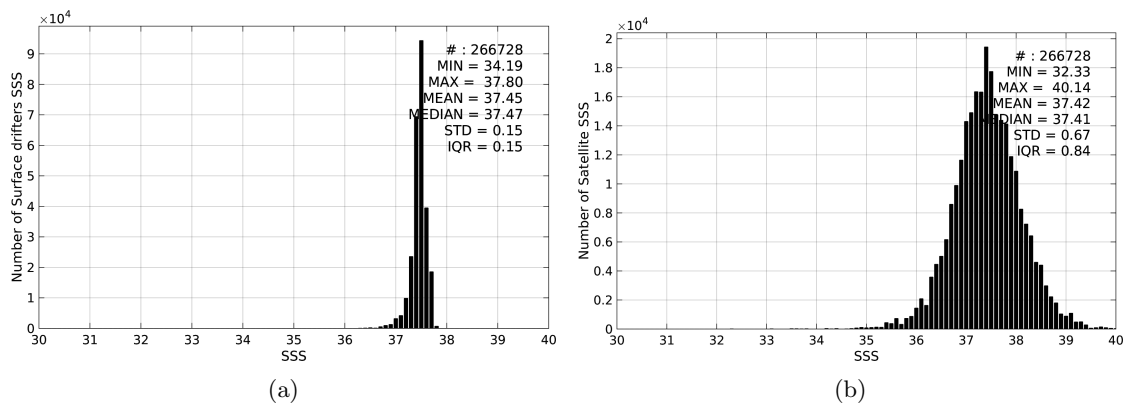 ×10⁴
Number of Surface drifters SSS
9
8
7
6
5
4
3
2
1
0
# : 266728
MIN = 34.19
MAX = 37.80
MEAN = 37.45
MEDIAN = 37.47
STD = 0.15
IQR = 0.15
30 31 32 33 34 35 36 37 38 39 40
SSS
(a)
×10⁴
Number of Satellite SSS
2
1.8
1.6
1.4
1.2
1
0.8
0.6
0.4
0.2
0
# : 266728
MIN = 32.33
MAX = 40.14
MEAN = 37.42
MEDIAN = 37.41
STD = 0.67
IQR = 0.84
30 31 32 33 34 35 36 37 38 39 40
SSS
(b)